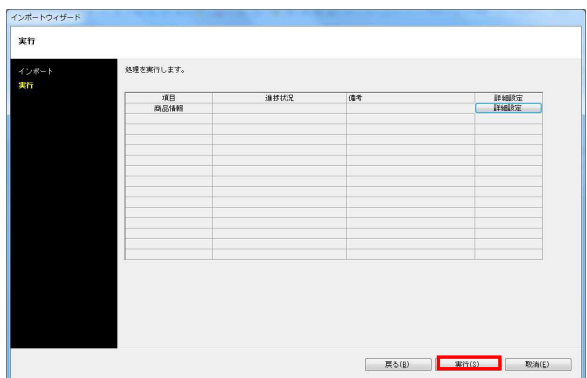 インポートウィザード
実行
インポート
実行
処理を実行します。
項目 進捗状況 備考 詳細設定
商品情報 詳細設定
戻る(B) 実行(S) 取消(E)